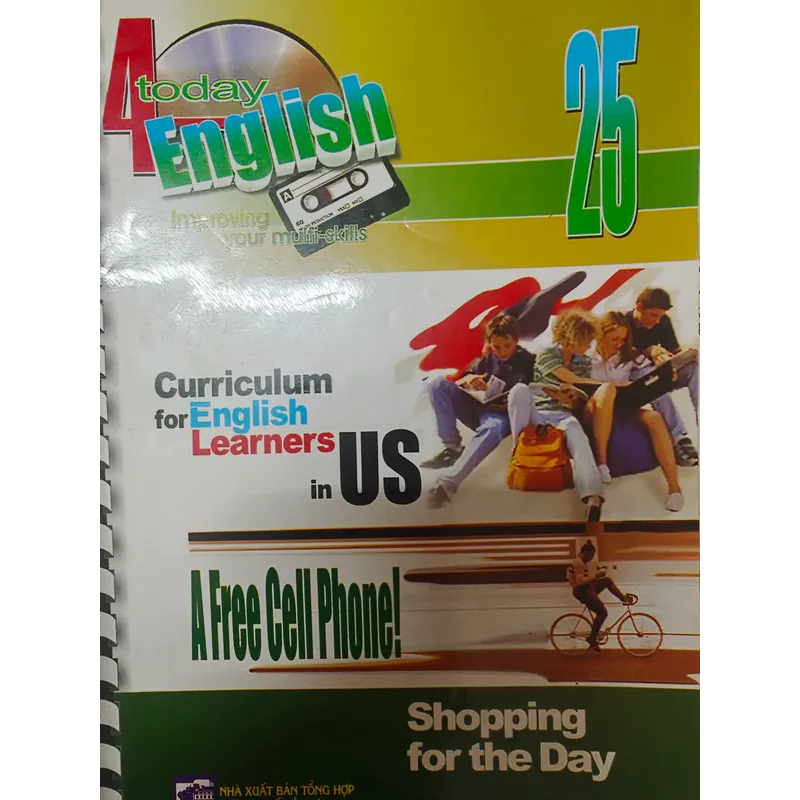 4
today
English
25
A
Improving
your multi-skills
Curriculum
for English
Learners
in US
A Free Cell Phone!
Shopping
for the Day
NHÀ XUẤT BẢN TỔNG HỢP